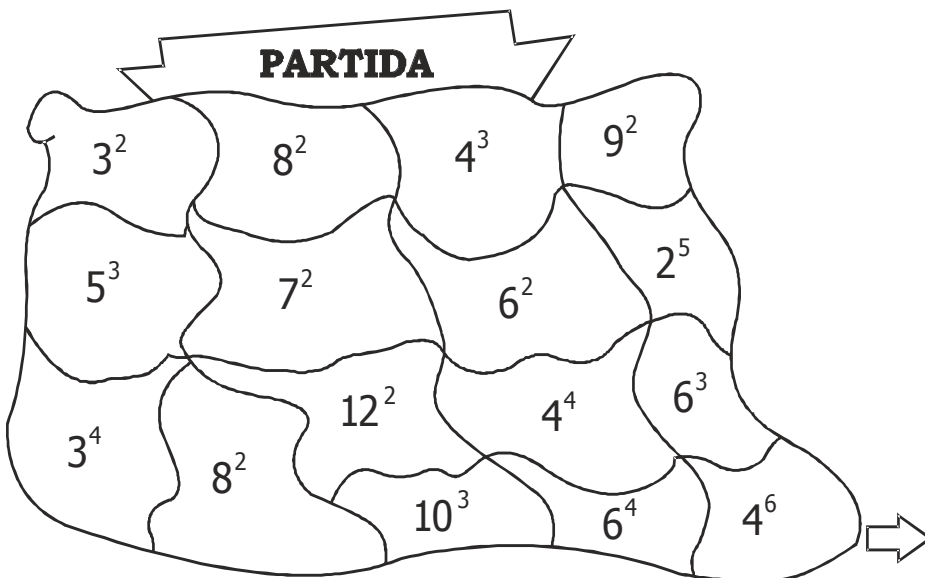 PARTIDA
3² 8² 4³ 9²
5³ 7² 6² 2⁵
3⁴ 8² 12² 4⁴ 6³
10³ 6⁴ 4⁶